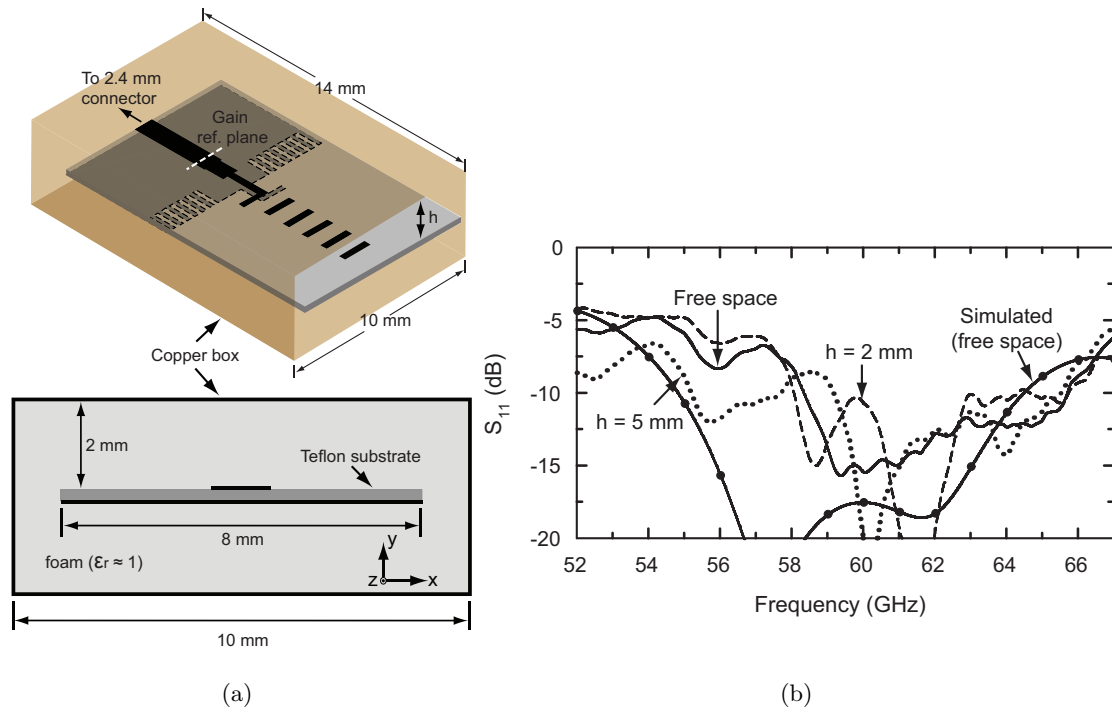 To 2.4 mm
connector
Gain
ref. plane
14 mm
h
10 mm
Copper box
2 mm
Teflon substrate
8 mm
foam (εr ≈ 1)
y
z
x
10 mm
(a)
0
-5
-10
-15
-20
S11 (dB)
Free space
Simulated
(free space)
h = 2 mm
h = 5 mm
52 54 56 58 60 62 64 66
Frequency (GHz)
(b)